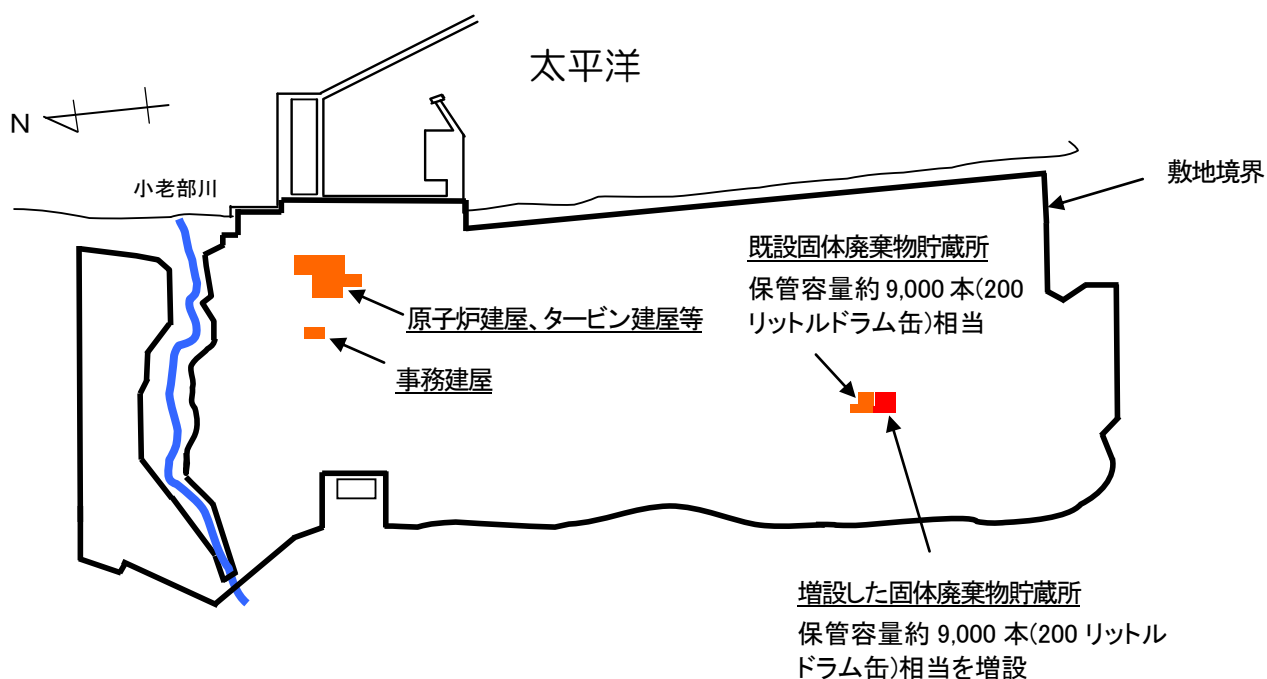 太平洋
N
小老部川
敷地境界
既設固体廃棄物貯蔵所
保管容量約 9,000 本(200
リットルドラム缶)相当
原子炉建屋、タービン建屋等
事務建屋
増設した固体廃棄物貯蔵所
保管容量約 9,000 本(200 リットル
ドラム缶)相当を増設